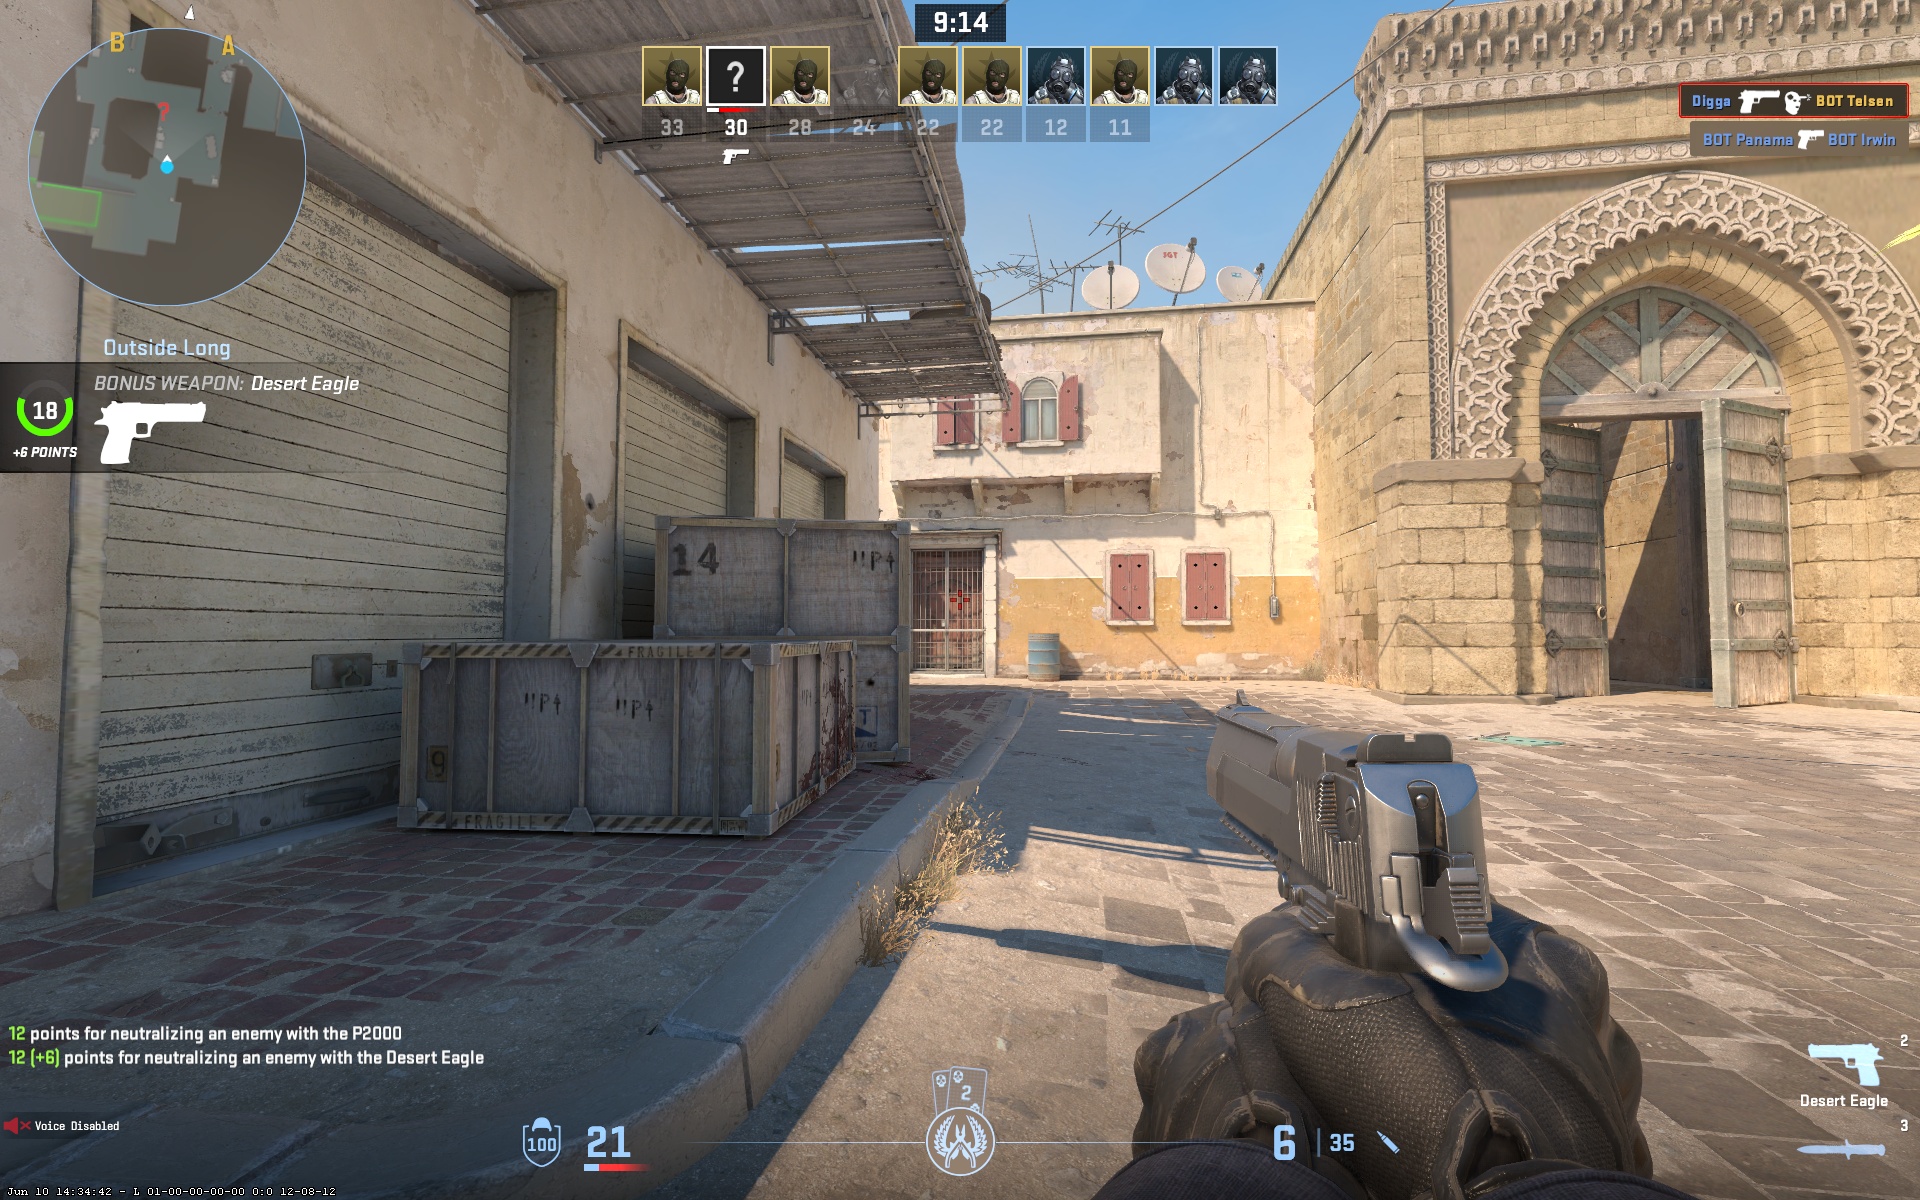 9:14
B
A
?
?
33
30
28
24
22
22
12
11
Digga BOT Telsen
BOT Panama BOT Irwin
Outside Long
BONUS WEAPON: Desert Eagle
18
+6 POINTS
14
FRAGILE
9
FRAGILE
12 points for neutralizing an enemy with the P2000
12 (+6) points for neutralizing an enemy with the Desert Eagle
Voice Disabled
100
21
2
6 | 35
2
Desert Eagle
3
Jun 10 14:34:42 - L 01-00-00-00-00 0:0 12-08-12